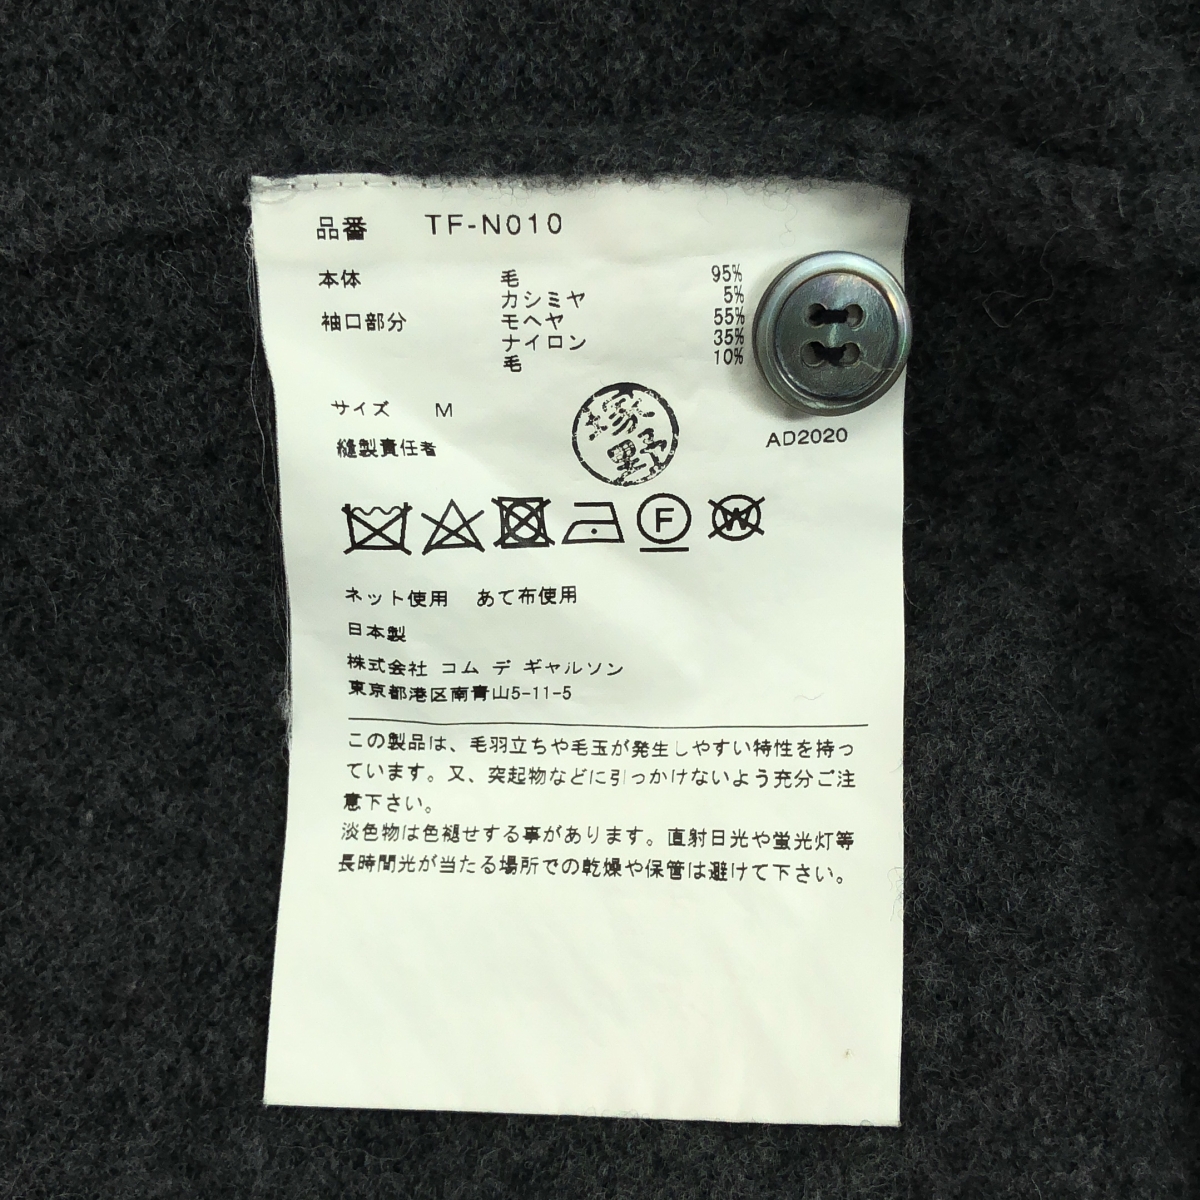 品番 TF-N010
本体 毛 95%
カシミヤ 5%
袖口部分 モヘヤ 55%
ナイロン 35%
毛 10%
サイズ M
縫製責任者 塚野
AD2020
F
W
ネット使用 あて布使用
日本製
株式会社 コム デ ギャルソン
東京都港区南青山5-11-5
この製品は、毛羽立ちや毛玉が発生しやすい特性を持っ
ています。又、突起物などに引っかけないよう充分ご注
意下さい。
淡色物は色褪せする事があります。直射日光や蛍光灯等
長時間光が当たる場所での乾燥や保管は避けて下さい。